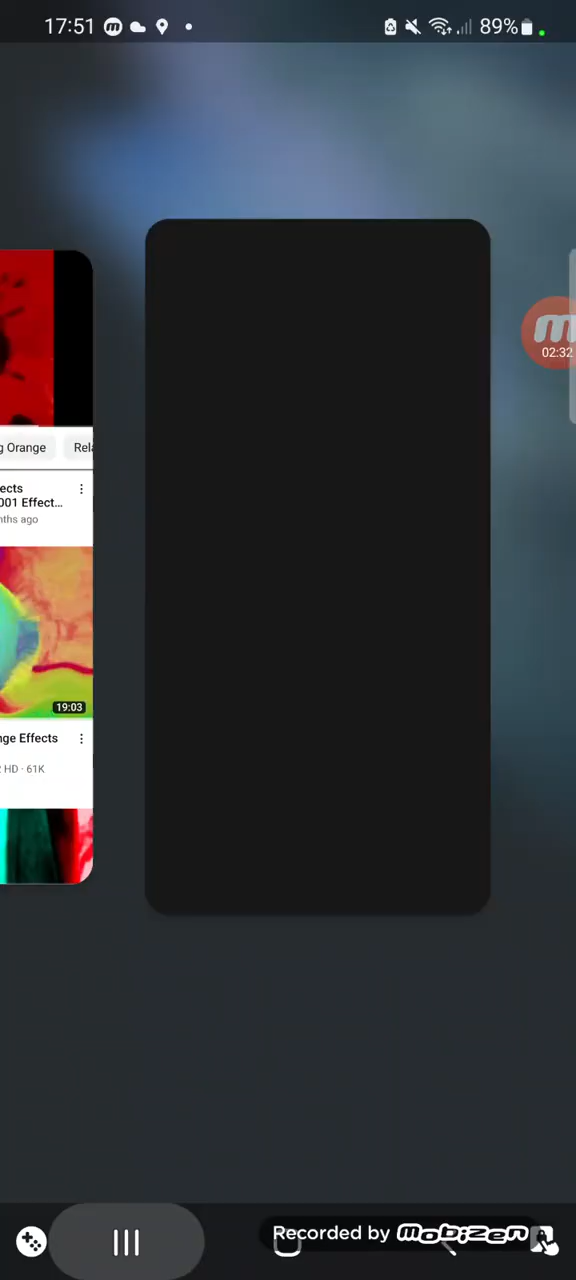 17:51
89%
02:32
g Orange
Rela
ects
001 Effect...
nths ago
19:03
nge Effects
HD · 61K
Recorded by mobizen